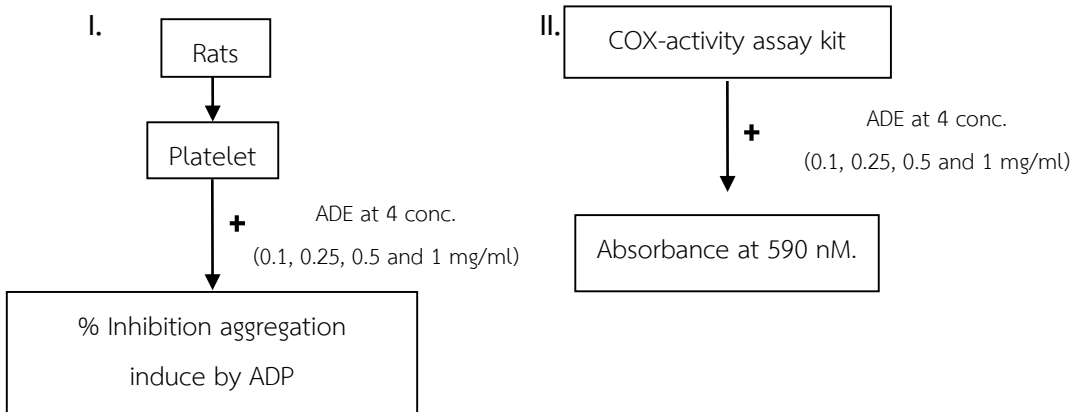 I.
Rats
Platelet
+
ADE at 4 conc.
(0.1, 0.25, 0.5 and 1 mg/ml)
% Inhibition aggregation
induce by ADP
II.
COX-activity assay kit
+
ADE at 4 conc.
(0.1, 0.25, 0.5 and 1 mg/ml)
Absorbance at 590 nM.